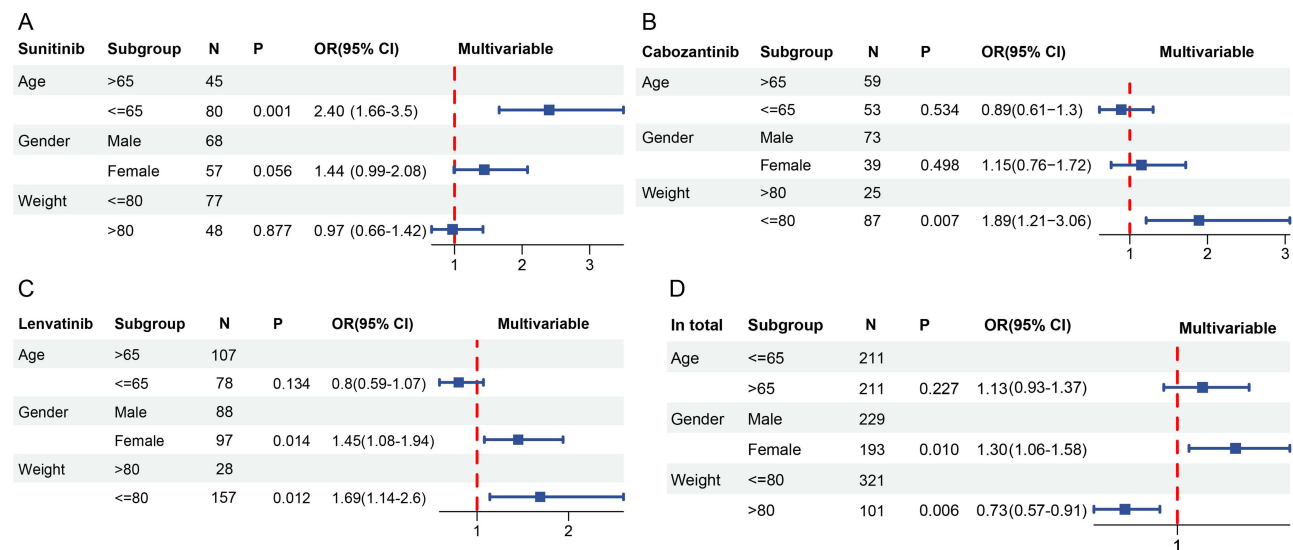 A
Sunitinib Subgroup N P OR(95% CI) Multivariable
Age >65 45
<=65 80 0.001 2.40 (1.66-3.5)
Gender Male 68
Female 57 0.056 1.44 (0.99-2.08)
Weight <=80 77
>80 48 0.877 0.97 (0.66-1.42)
1 2 3
B
Cabozantinib Subgroup N P OR(95% CI) Multivariable
Age >65 59
<=65 53 0.534 0.89(0.61−1.3)
Gender Male 73
Female 39 0.498 1.15(0.76−1.72)
Weight >80 25
<=80 87 0.007 1.89(1.21−3.06)
1 2 3
C
Lenvatinib Subgroup N P OR(95% CI) Multivariable
Age >65 107
<=65 78 0.134 0.8(0.59-1.07)
Gender Male 88
Female 97 0.014 1.45(1.08-1.94)
Weight >80 28
<=80 157 0.012 1.69(1.14-2.6)
1 2
D
In total Subgroup N P OR(95% CI) Multivariable
Age <=65 211
>65 211 0.227 1.13(0.93-1.37)
Gender Male 229
Female 193 0.010 1.30(1.06-1.58)
Weight <=80 321
>80 101 0.006 0.73(0.57-0.91)
1